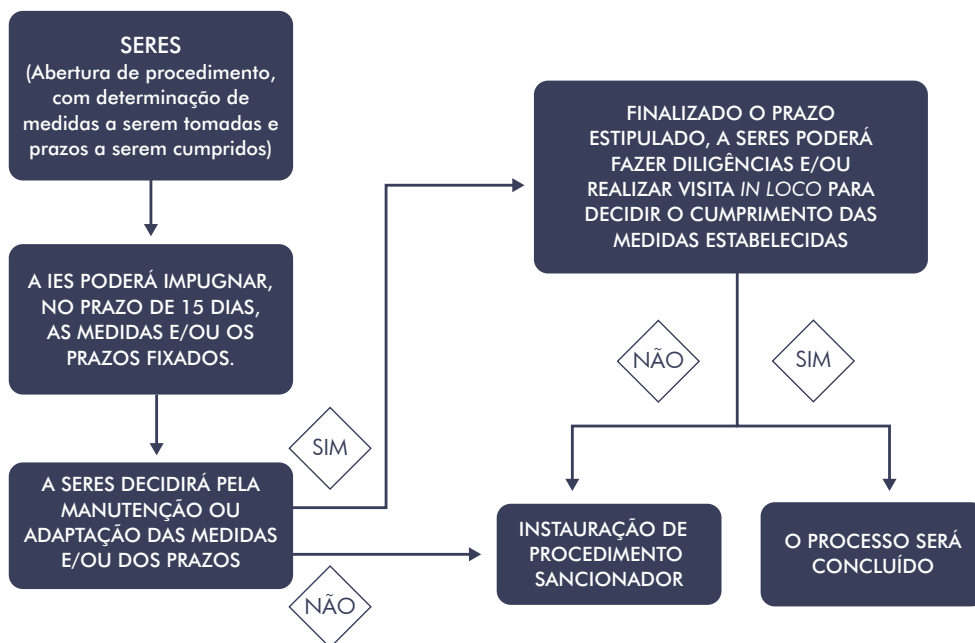 SERES
(Abertura de procedimento,
com determinação de
medidas a serem tomadas e
prazos a serem cumpridos)
A IES PODERÁ IMPUGNAR,
NO PRAZO DE 15 DIAS,
AS MEDIDAS E/OU OS
PRAZOS FIXADOS.
A SERES DECIDIRÁ PELA
MANUTENÇÃO OU
ADAPTAÇÃO DAS MEDIDAS
E/OU DOS PRAZOS
SIM
NÃO
FINALIZADO O PRAZO
ESTIPULADO, A SERES PODERÁ
FAZER DILIGÊNCIAS E/OU
REALIZAR VISITA IN LOCO PARA
DECIDIR O CUMPRIMENTO DAS
MEDIDAS ESTABELECIDAS
NÃO
SIM
INSTAURAÇÃO DE
PROCEDIMENTO
SANCIONADOR
O PROCESSO SERÁ
CONCLUÍDO